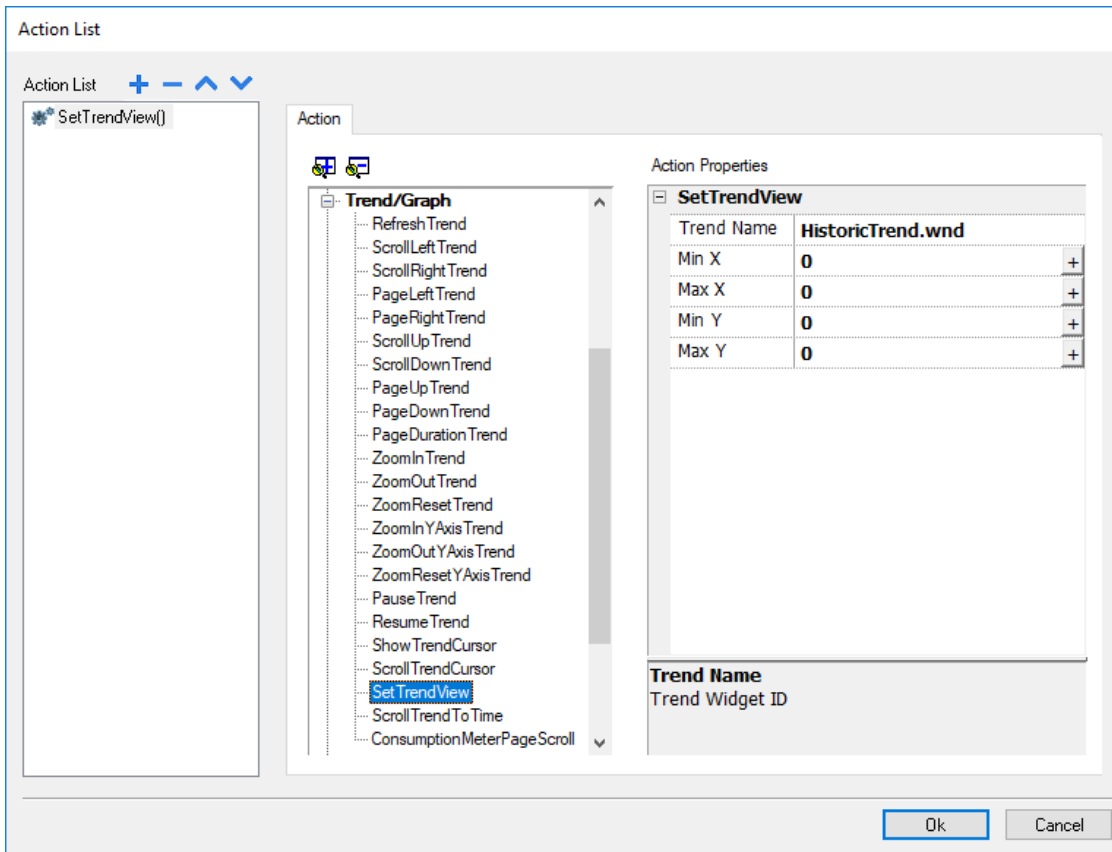 Action List
Action List
SetTrendView()
Action
Trend/Graph
RefreshTrend
ScrollLeftTrend
ScrollRightTrend
PageLeftTrend
PageRightTrend
ScrollUpTrend
ScrollDownTrend
PageUpTrend
PageDownTrend
PageDurationTrend
ZoomInTrend
ZoomOutTrend
ZoomResetTrend
ZoomInYAxisTrend
ZoomOutYAxisTrend
ZoomResetYAxisTrend
PauseTrend
ResumeTrend
ShowTrendCursor
ScrollTrendCursor
SetTrendView
ScrollTrendToTime
ConsumptionMeterPageScroll
Action Properties
SetTrendView
Trend Name HistoricTrend.wnd
Min X 0 +
Max X 0 +
Min Y 0 +
Max Y 0 +
Trend Name
Trend Widget ID
Ok Cancel